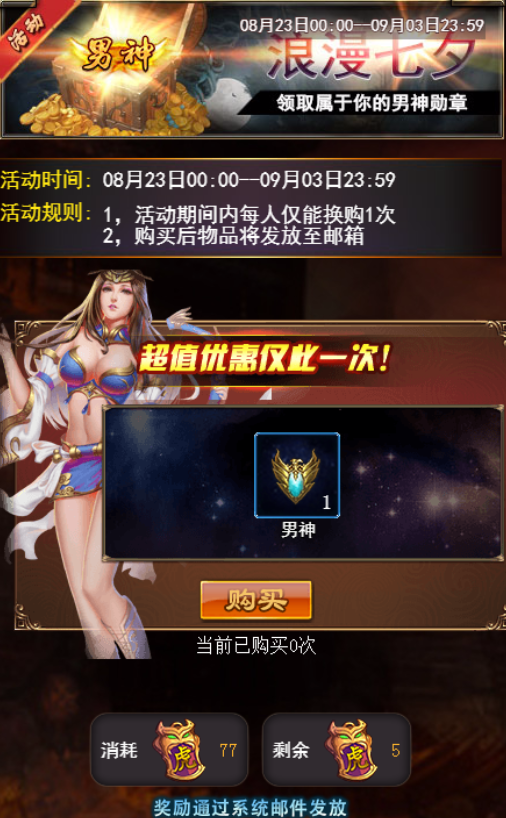 活动
男神
08月23日00:00--09月03日23:59
浪漫七夕
领取属于你的男神勋章
活动时间: 08月23日00:00--09月03日23:59
活动规则: 1, 活动期间内每人仅能换购1次
2, 购买后物品将发放至邮箱
超值优惠仅此一次!
1
男神
购买
当前已购买0次
消耗 虎 77 剩余 虎 5
奖励通过系统邮件发放